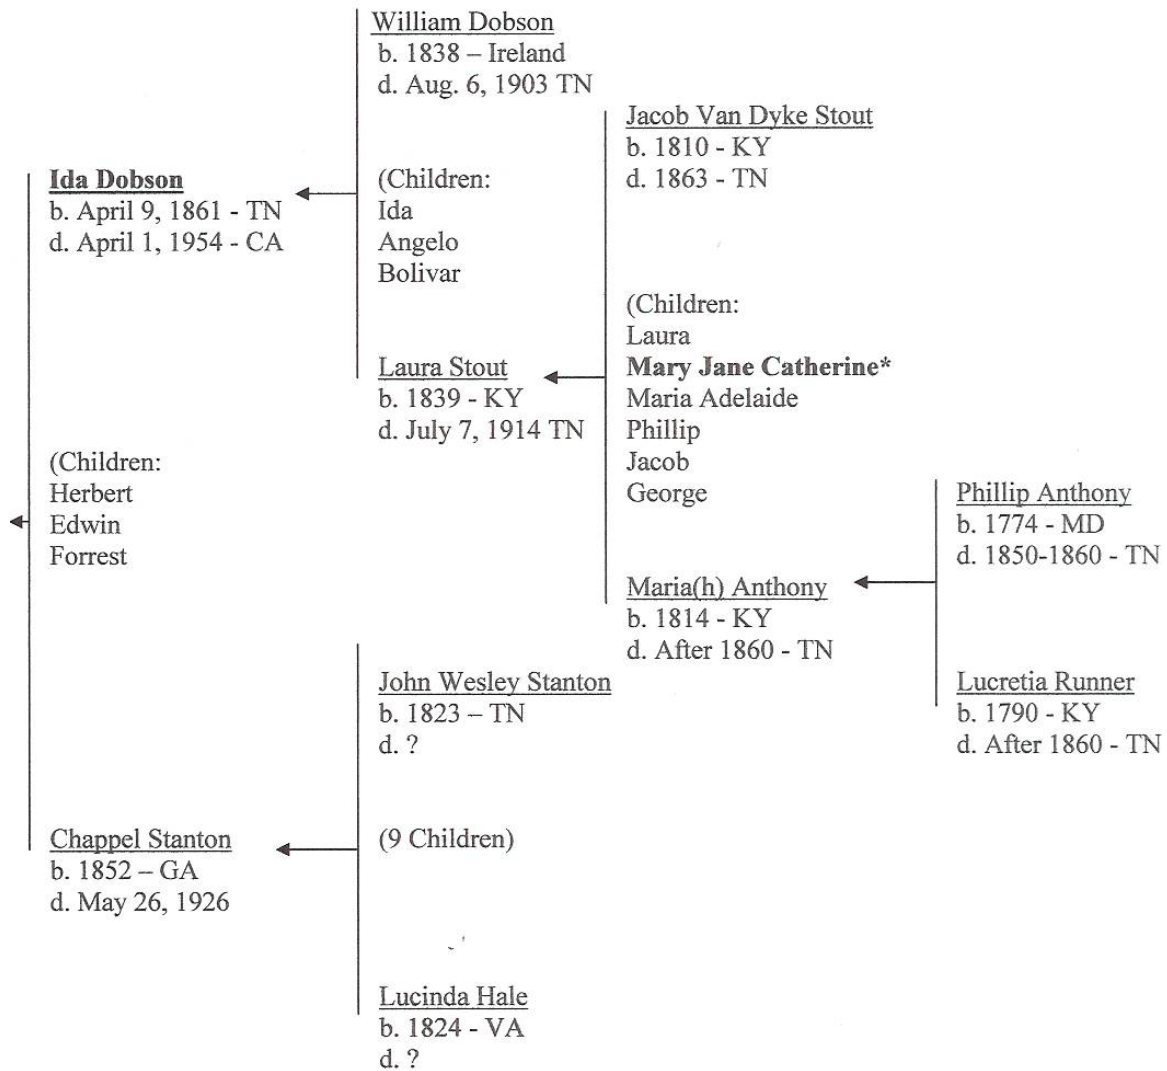 William Dobson
b. 1838 – Ireland
d. Aug. 6, 1903 TN
(Children:
Ida
Angelo
Bolivar
Laura Stout
b. 1839 - KY
d. July 7, 1914 TN
Ida Dobson
b. April 9, 1861 - TN
d. April 1, 1954 - CA
(Children:
Herbert
Edwin
Forrest
Chappel Stanton
b. 1852 – GA
d. May 26, 1926
Jacob Van Dyke Stout
b. 1810 - KY
d. 1863 - TN
(Children:
Laura
Mary Jane Catherine*
Maria Adelaide
Phillip
Jacob
George
Maria(h) Anthony
b. 1814 - KY
d. After 1860 - TN
Phillip Anthony
b. 1774 - MD
d. 1850-1860 - TN
Lucretia Runner
b. 1790 - KY
d. After 1860 - TN
John Wesley Stanton
b. 1823 – TN
d. ?
(9 Children)
Lucinda Hale
b. 1824 - VA
d. ?